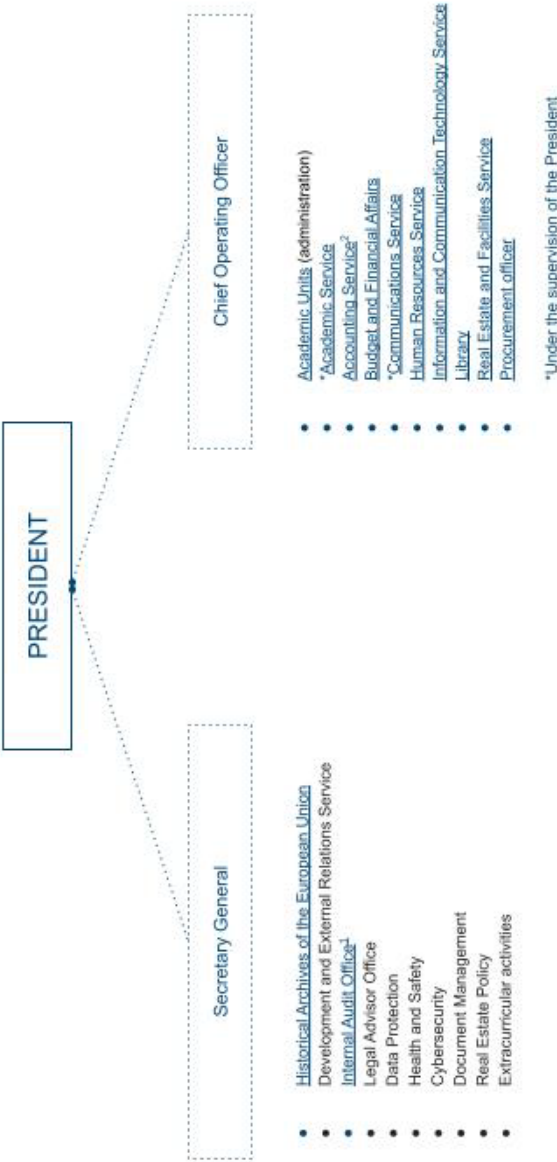 PRESIDENT
Secretary General
Historical Archives of the European Union
Development and External Relations Service
Internal Audit Office1
Legal Advisor Office
Data Protection
Health and Safety
Cybersecurity
Document Management
Real Estate Policy
Extracurricular activities
Chief Operating Officer
Academic Units (administration)
*Academic Service
Accounting Service2
Budget and Financial Affairs
*Communications Service
Human Resources Service
Information and Communication Technology Service
Library
Real Estate and Facilities Service
Procurement officer
*Under the supervision of the President